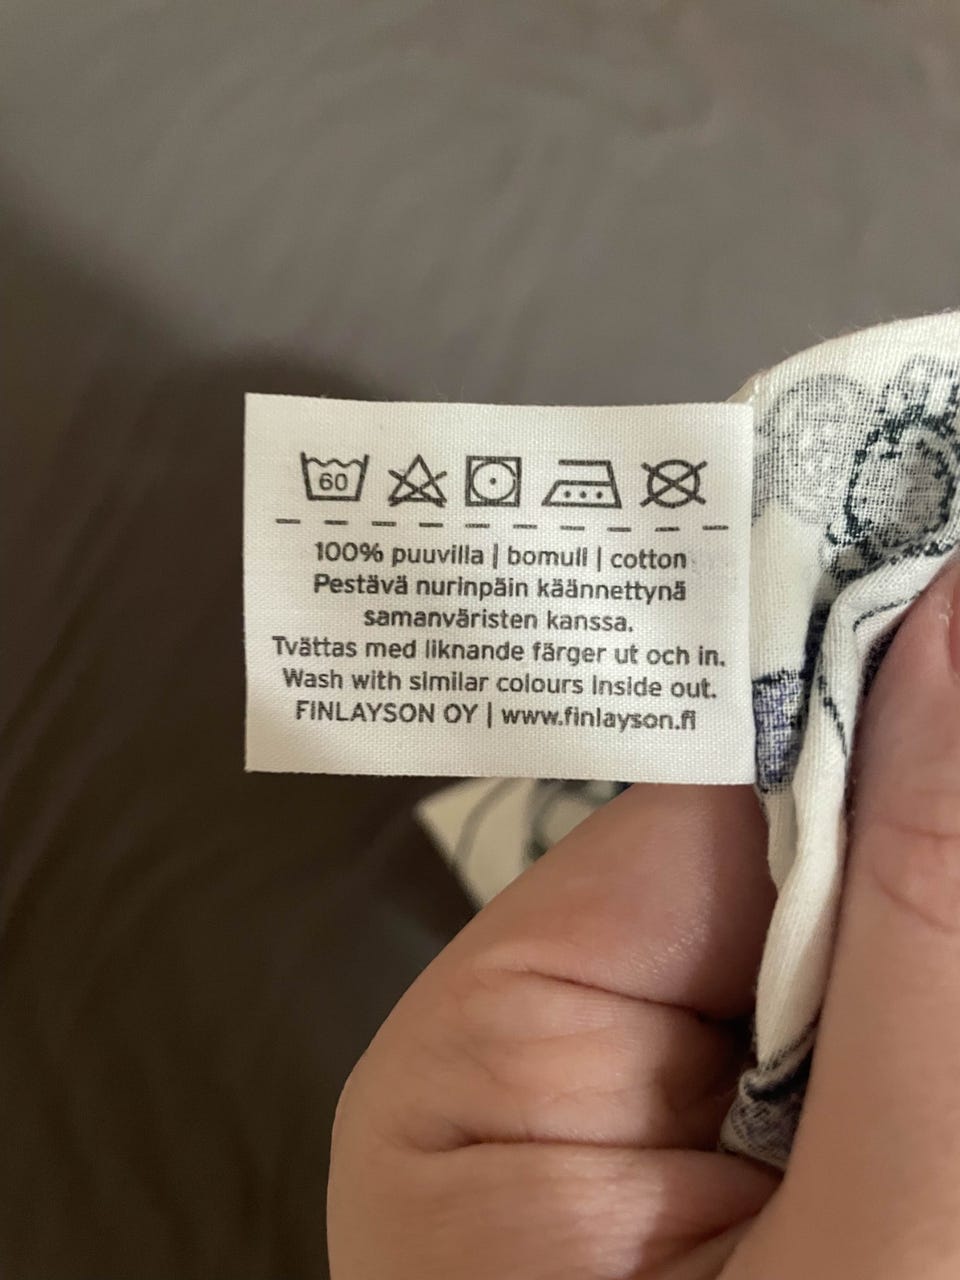 60
100% puuvilla | bomull | cotton
Pestävä nurinpäin käännettynä
samanväristen kanssa.
Tvättas med liknande färger ut och in.
Wash with similar colours inside out.
FINLAYSON OY | www.finlayson.fi